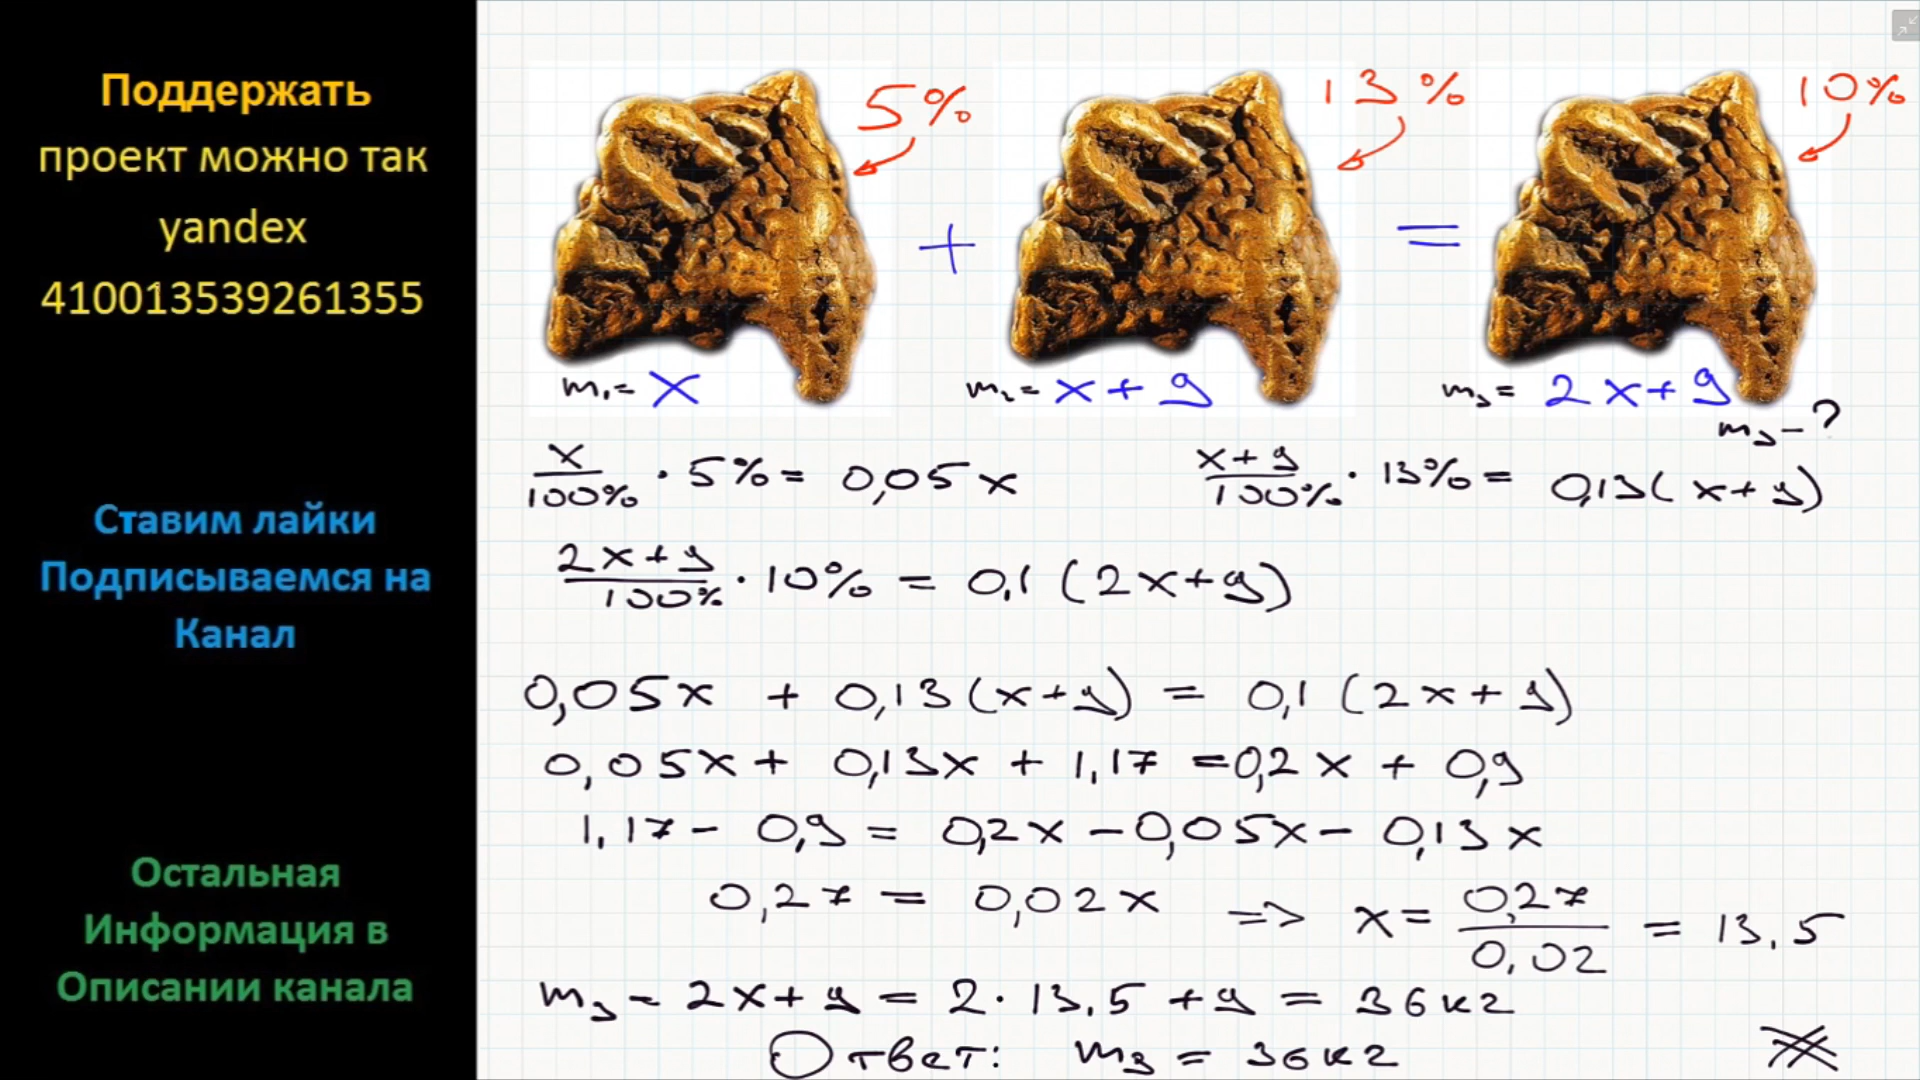 Поддержать
проект можно так
yandex
410013539261355
Ставим лайки
Подписываемся на
Канал
Остальная
Информация в
Описании канала
5% 13% 10%
+ =
m₁= x m₂= x+9 m₃= 2x+9
m₃ – ?
x/100% · 5% = 0,05x (x+9)/100% · 13% = 0,13(x+9)
(2x+9)/100% · 10% = 0,1(2x+9)
0,05x + 0,13(x+9) = 0,1(2x+9)
0,05x + 0,13x + 1,17 = 0,2x + 0,9
1,17 – 0,9 = 0,2x – 0,05x – 0,13x
0,27 = 0,02x => x = 0,27/0,02 = 13,5
m₃ – 2x+9 = 2·13,5+9 = 36кг
Ответ: m₃ = 36кг